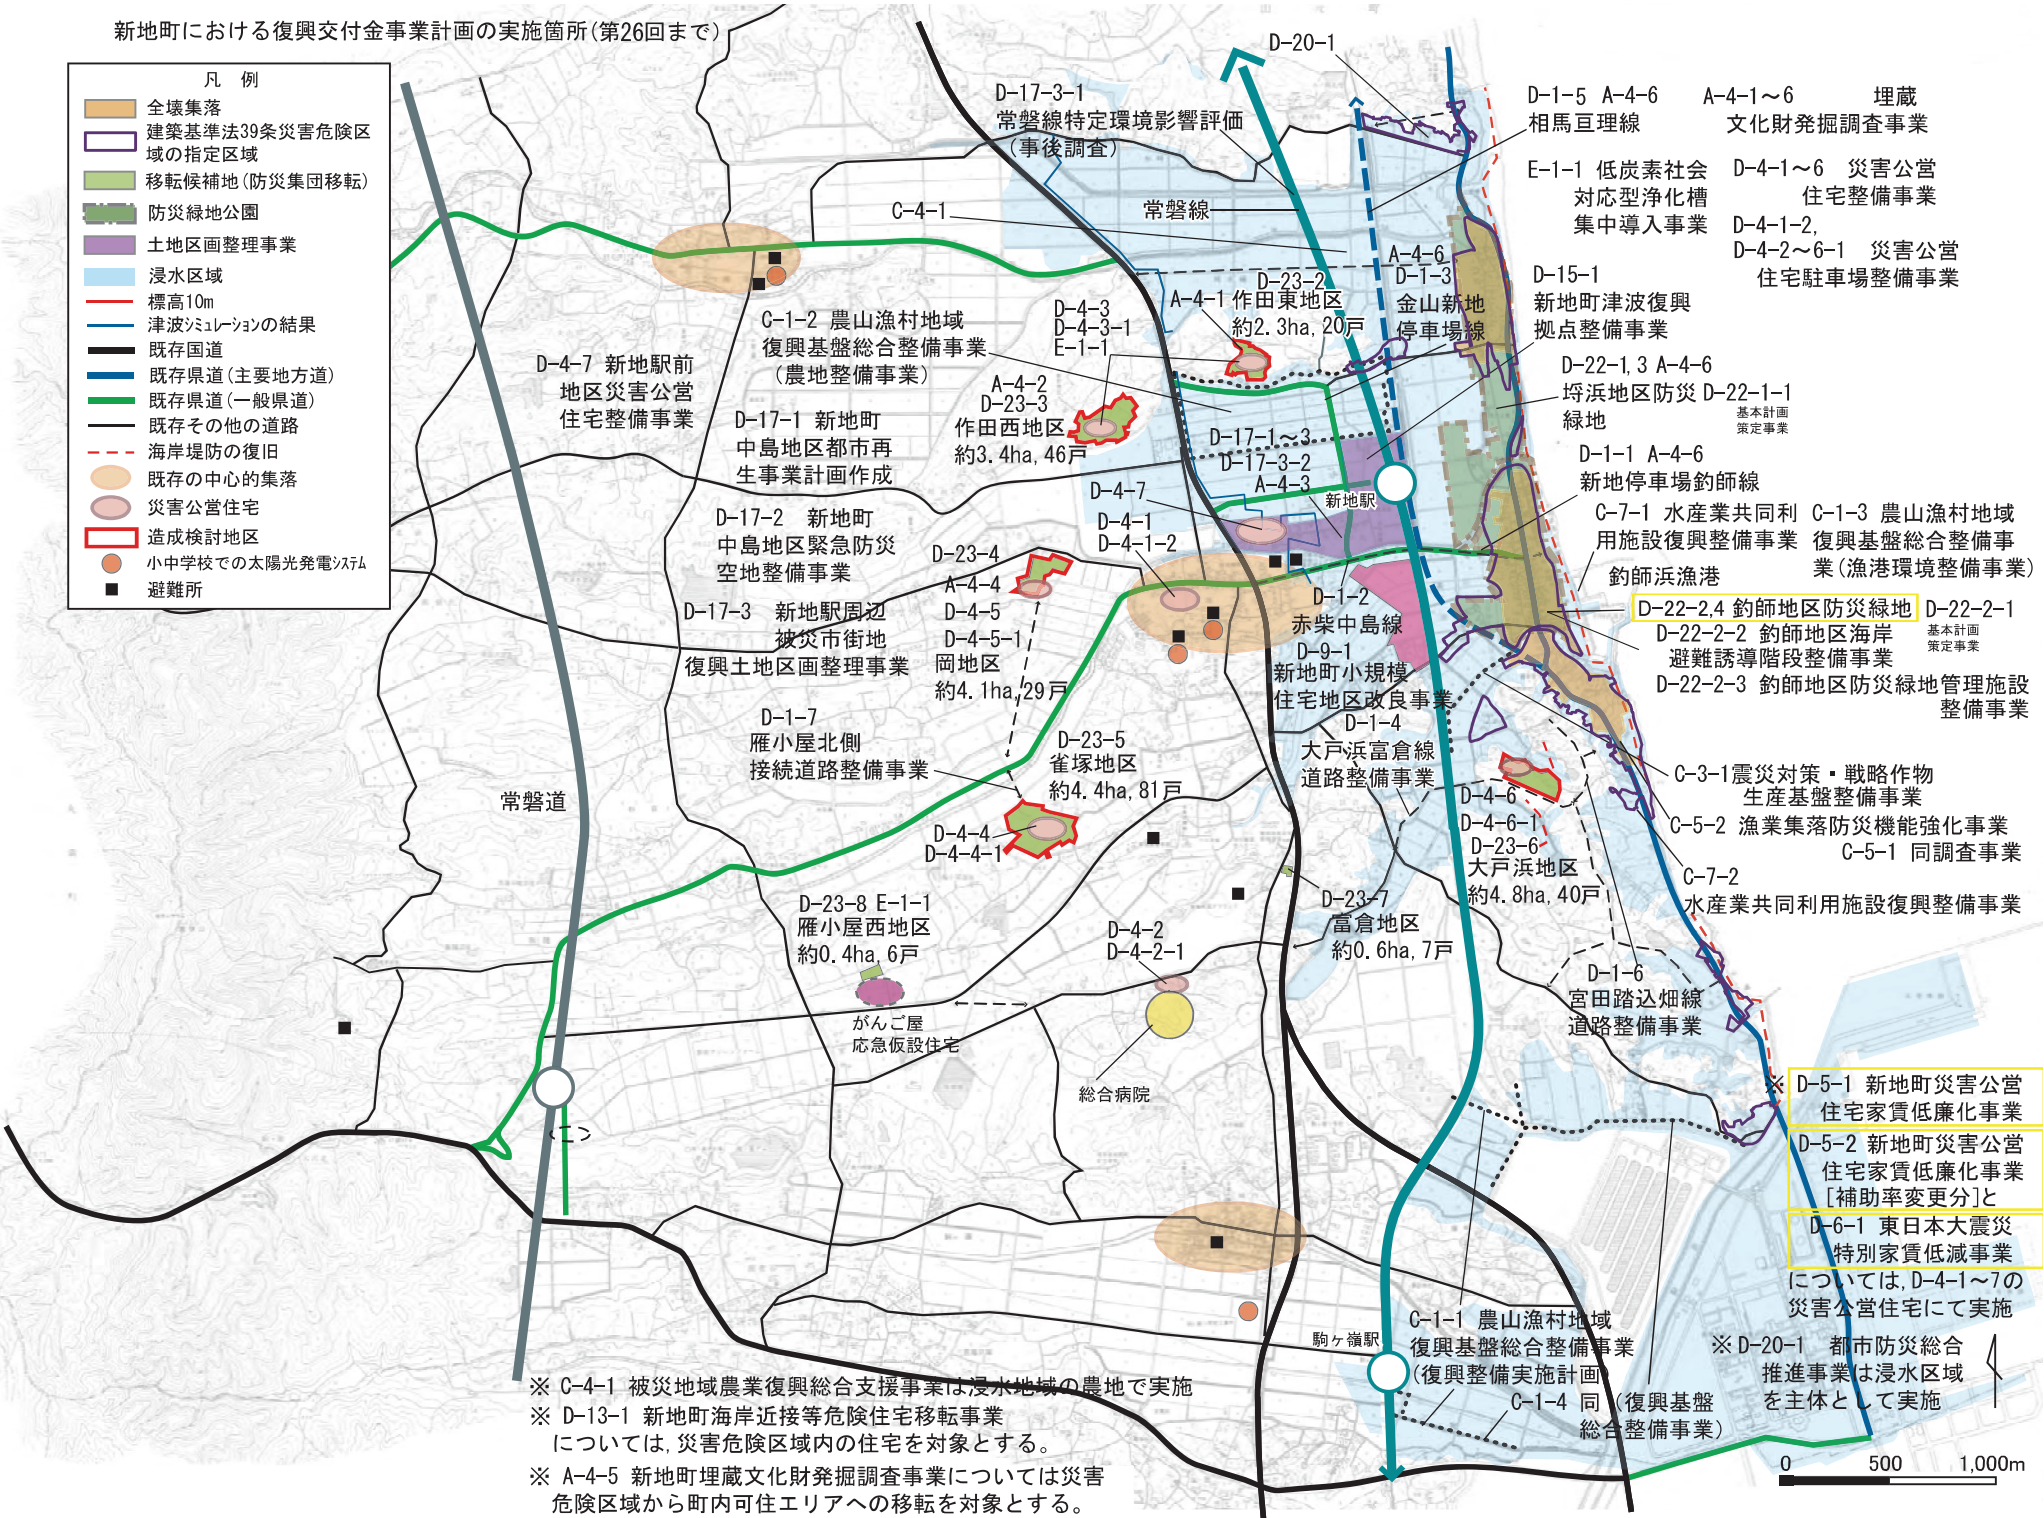 新地町における復興交付金事業計画の実施箇所(第26回まで)
凡 例
全壊集落
建築基準法39条災害危険区
域の指定区域
移転候補地(防災集団移転)
防災緑地公園
土地区画整理事業
浸水区域
標高10m
津波シミュレーションの結果
既存国道
既存県道(主要地方道)
既存県道(一般県道)
既存その他の道路
海岸堤防の復旧
既存の中心的集落
災害公営住宅
造成検討地区
小中学校での太陽光発電システム
避難所
D-20-1
D-17-3-1
常磐線特定環境影響評価
(事後調査)
C-4-1
常磐線
D-1-5 A-4-6
相馬亘理線
A-4-1～6 埋蔵
文化財発掘調査事業
E-1-1 低炭素社会
対応型浄化槽
集中導入事業
D-4-1～6 災害公営
住宅整備事業
D-4-1-2,
D-4-2～6-1 災害公営
住宅駐車場整備事業
A-4-6
D-1-3
金山新地
停車場線
D-15-1
新地町津波復興
拠点整備事業
D-23-2
A-4-1 作田東地区
約2.3ha, 20戸
D-4-3
D-4-3-1
E-1-1
C-1-2 農山漁村地域
復興基盤総合整備事業
(農地整備事業)
D-4-7 新地駅前
地区災害公営
住宅整備事業
A-4-2
D-23-3
作田西地区
約3.4ha, 46戸
D-17-1 新地町
中島地区都市再
生事業計画作成
D-22-1,3 A-4-6
埒浜地区防災
緑地
D-22-1-1
基本計画
策定事業
D-17-1～3
D-17-3-2
A-4-3
新地駅
D-1-1 A-4-6
新地停車場釣師線
D-4-7
D-4-1
D-4-1-2
D-17-2 新地町
中島地区緊急防災
空地整備事業
C-7-1 水産業共同利
用施設復興整備事業
C-1-3 農山漁村地域
復興基盤総合整備事
業(漁港環境整備事業)
釣師浜漁港
D-23-4
A-4-4
D-4-5
D-4-5-1
岡地区
約4.1ha, 29戸
D-17-3 新地駅周辺
被災市街地
復興土地区画整理事業
D-1-2
赤柴中島線
D-9-1
新地町小規模
住宅地区改良事業
D-22-2,4 釣師地区防災緑地
D-22-2-1
基本計画
策定事業
D-22-2-2 釣師地区海岸
避難誘導階段整備事業
D-22-2-3 釣師地区防災緑地管理施設
整備事業
D-1-7
雁小屋北側
接続道路整備事業
D-23-5
雀塚地区
約4.4ha, 81戸
D-1-4
大戸浜富倉線
道路整備事業
常磐道
D-4-4
D-4-4-1
D-4-6
D-4-6-1
D-23-6
大戸浜地区
約4.8ha, 40戸
C-3-1震災対策・戦略作物
生産基盤整備事業
C-5-2 漁業集落防災機能強化事業
C-5-1 同調査事業
C-7-2
水産業共同利用施設復興整備事業
D-23-8 E-1-1
雁小屋西地区
約0.4ha, 6戸
がんご屋
応急仮設住宅
D-4-2
D-4-2-1
総合病院
D-23-7
富倉地区
約0.6ha, 7戸
D-1-6
宮田踏込畑線
道路整備事業
※ D-5-1 新地町災害公営
住宅家賃低廉化事業
D-5-2 新地町災害公営
住宅家賃低廉化事業
[補助率変更分]と
D-6-1 東日本大震災
特別家賃低減事業
については,D-4-1～7の
災害公営住宅にて実施
※D-20-1 都市防災総合
推進事業は浸水区域
を主体として実施
駒ヶ嶺駅
C-1-1 農山漁村地域
復興基盤総合整備事業
(復興整備実施計画)
C-1-4 同 (復興基盤
総合整備事業)
※ C-4-1 被災地域農業復興総合支援事業は浸水地域の農地で実施
※ D-13-1 新地町海岸近接等危険住宅移転事業
については,災害危険区域内の住宅を対象とする。
※ A-4-5 新地町埋蔵文化財発掘調査事業については災害
危険区域から町内可住エリアへの移転を対象とする。
0 500 1,000m